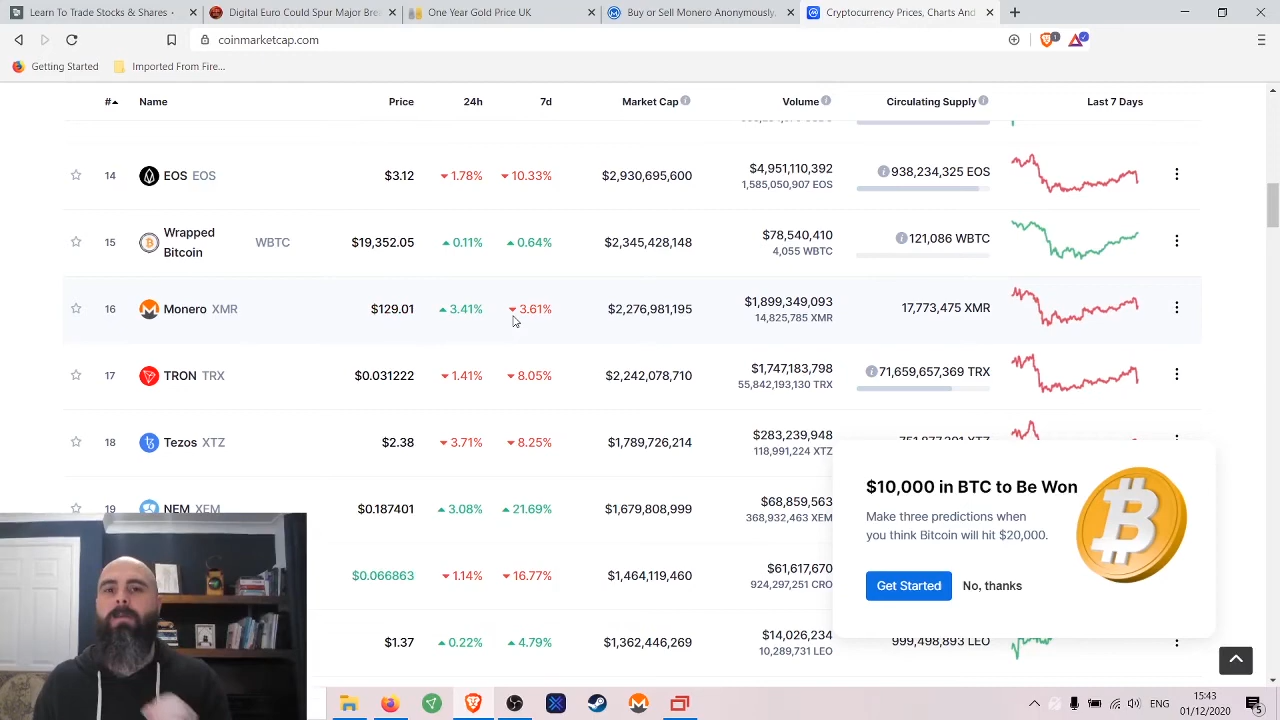 Learn To Trade Stocks & Shares ·
Digital Euro Could Spur Major Bre
One Year Gold Price UK
Buy or Sell Monero Anonymously,
Cryptocurrency Prices, Charts And
coinmarketcap.com
1
Getting Started
Imported From Fire...
# Name Price 24h 7d Market Cap Volume Circulating Supply Last 7 Days
14 EOS EOS $3.12 1.78% 10.33% $2,930,695,600 $4,951,110,392 938,234,325 EOS
1,585,050,907 EOS
15 Wrapped Bitcoin WBTC $19,352.05 0.11% 0.64% $2,345,428,148 $78,540,410 121,086 WBTC
4,055 WBTC
16 Monero XMR $129.01 3.41% 3.61% $2,276,981,195 $1,899,349,093 17,773,475 XMR
14,825,785 XMR
17 TRON TRX $0.031222 1.41% 8.05% $2,242,078,710 $1,747,183,798 71,659,657,369 TRX
55,842,193,130 TRX
18 Tezos XTZ $2.38 3.71% 8.25% $1,789,726,214 $283,239,948
118,991,224 XTZ
19 NEM XEM $0.187401 3.08% 21.69% $1,679,808,999 $68,859,563
368,932,463 XEM
$0.066863 1.14% 16.77% $1,464,119,460 $61,617,670
924,297,251 CRO
$1.37 0.22% 4.79% $1,362,446,269 $14,026,234 999,498,893 LEO
10,289,731 LEO
$10,000 in BTC to Be Won
Make three predictions when
you think Bitcoin will hit $20,000.
Get Started No, thanks
ENG
15:43
01/12/2020
5